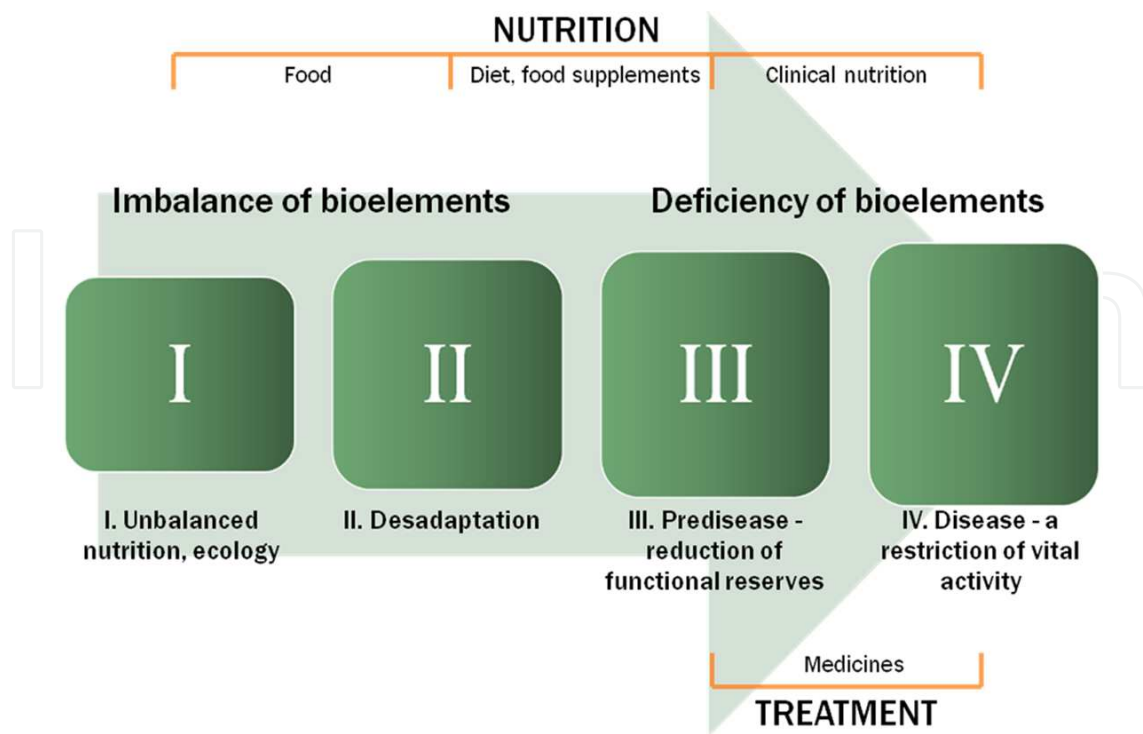 NUTRITION
Food
Diet, food supplements
Clinical nutrition
Imbalance of bioelements
Deficiency of bioelements
I
II
III
IV
I. Unbalanced
nutrition, ecology
II. Desadaptation
III. Predisease -
reduction of
functional reserves
IV. Disease - a
restriction of vital
activity
Medicines
TREATMENT